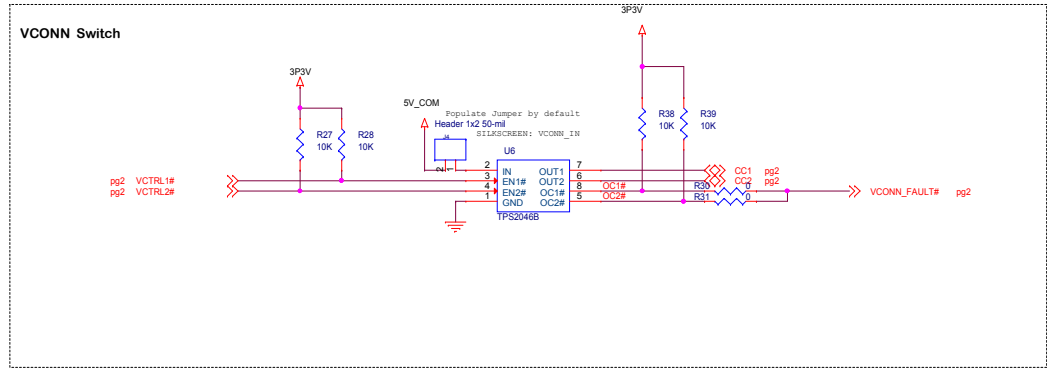 3P3V
VCONN Switch
3P3V
5V_COM
Populate Jumper by default
Header 1x2 50-mil
J4
SILKSCREEN: VCONN_IN
R27
10K
R28
10K
R38
10K
R39
10K
U6
2 1
pg2 VCTRL1#
pg2 VCTRL2#
2 IN OUT1 7 CC1 pg2
3 EN1# OUT2 6 CC2 pg2
4 EN2# OC1# 8 OC1# R30 0
1 GND OC2# 5 OC2# R31 0
VCONN_FAULT# pg2
TPS2046B